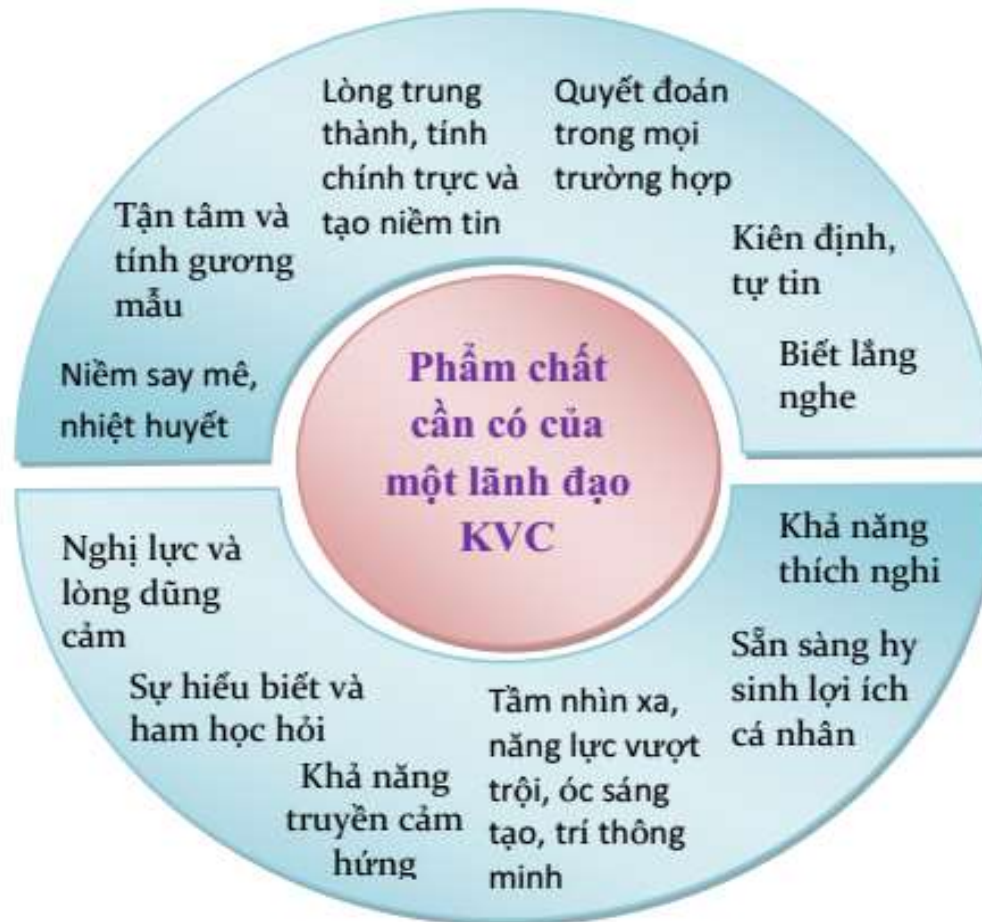 Lòng trung
thành, tính
chính trực và
tạo niềm tin
Quyết đoán
trong mọi
trường hợp
Tận tâm và
tính gương
mẫu
Kiên định,
tự tin
Niềm say mê,
nhiệt huyết
Biết lắng
nghe
Phẩm chất
cần có của
một lãnh đạo
KVC
Nghị lực và
lòng dũng
cảm
Khả năng
thích nghi
Sự hiểu biết và
ham học hỏi
Sẵn sàng hy
sinh lợi ích
cá nhân
Khả năng
truyền cảm
hứng
Tầm nhìn xa,
năng lực vượt
trội, óc sáng
tạo, trí thông
minh